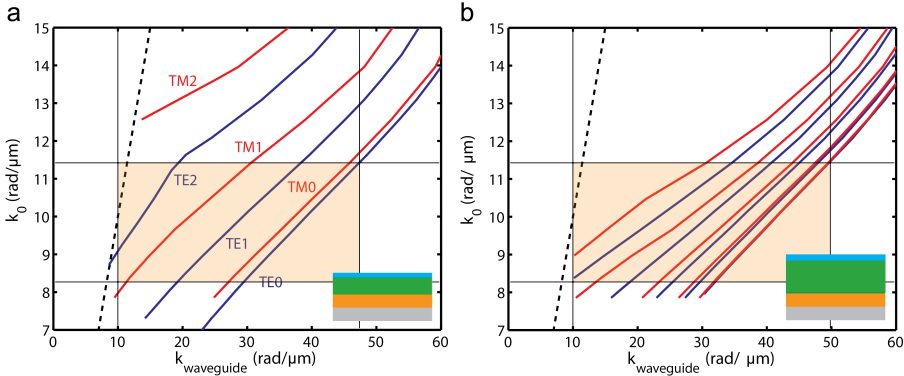 a
15
14
13
12
11
10
9
8
7
k0 (rad/μm)
TM2
TM1
TE2
TM0
TE1
TE0
0 10 20 30 40 50 60
kwaveguide (rad/μm)
b
15
14
13
12
11
10
9
8
7
k0 (rad/ μm)
0 10 20 30 40 50 60
kwaveguide (rad/ μm)